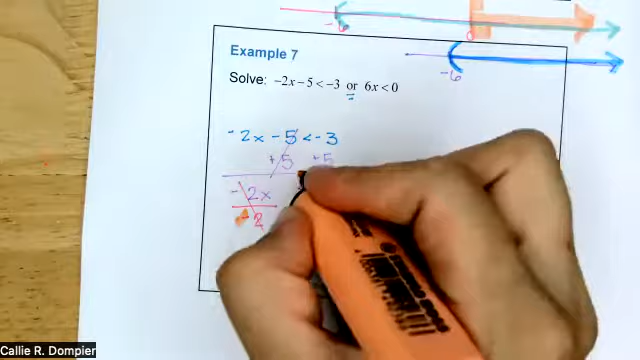 -6
0
-6
Example 7
Solve: −2x − 5 < −3 or 6x < 0
-2x - 5 < -3
+5 +5
-2x
-2
Callie R. Dompier